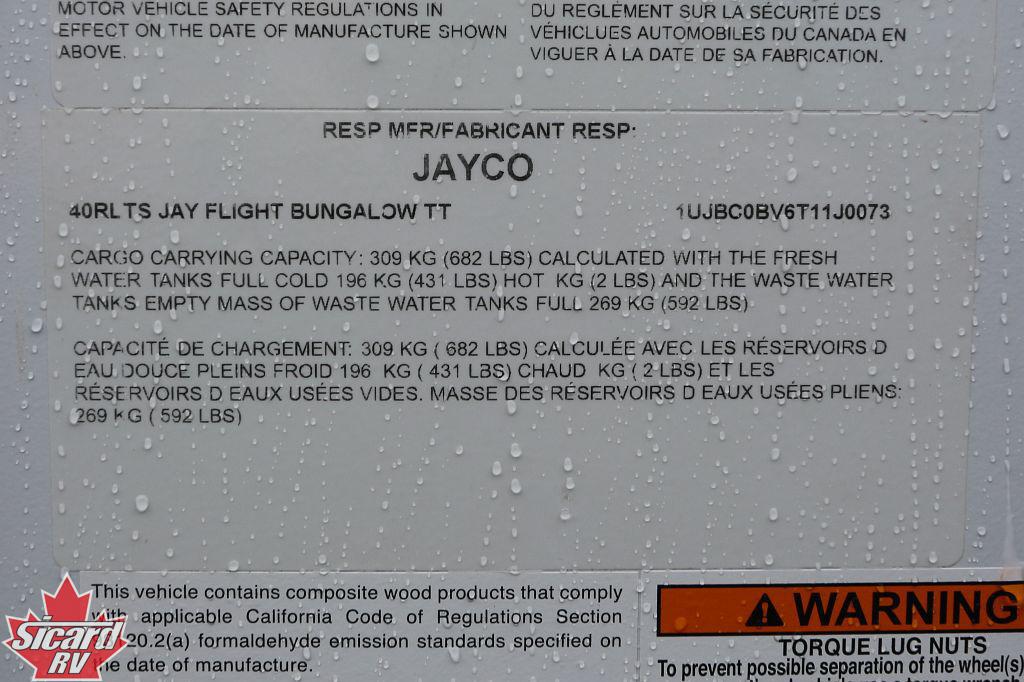 MOTOR VEHICLE SAFETY REGULATIONS IN
EFFECT ON THE DATE OF MANUFACTURE SHOWN
ABOVE.
DU REGLEMENT SUR LA SÉCURITÉ DES
VÉHÍCLUES AUTOMOBILES DU CANADA EN
VIGUER À LA DATE DE SA FABRICATION.
RESP MFR/FABRICANT RESP:
JAYCO
40RLTS JAY FLIGHT BUNGALOW TT 1UJBC0BV6T11J0073
CARGO CARRYING CAPACITY: 309 KG (682 LBS) CALCULATED WITH THE FRESH
WATER TANKS FULL COLD 196 KG (431 LBS) HOT KG (2 LBS) AND THE WASTE WATER
TANKS EMPTY MASS OF WASTE WATER TANKS FULL 269 KG (592 LBS)
CAPACITÉ DE CHARGEMENT: 309 KG ( 682 LBS) CALCULÉE AVEC LES RÉSERVOIRS D
EAU DOUCE PLEINS FROID 196 KG ( 431 LBS) CHAUD KG ( 2 LBS) ET LES
RÉSERVOIRS D EAUX USÉES VIDES. MASSE DES RÉSERVOIRS D EAUX USÉES PLIENS:
269 KG ( 592 LBS)
This vehicle contains composite wood products that comply
with applicable California Code of Regulations Section
20.2(a) formaldehyde emission standards specified on
the date of manufacture.
Sicard
RV
WARNING
TORQUE LUG NUTS
To prevent possible separation of the wheel(s)